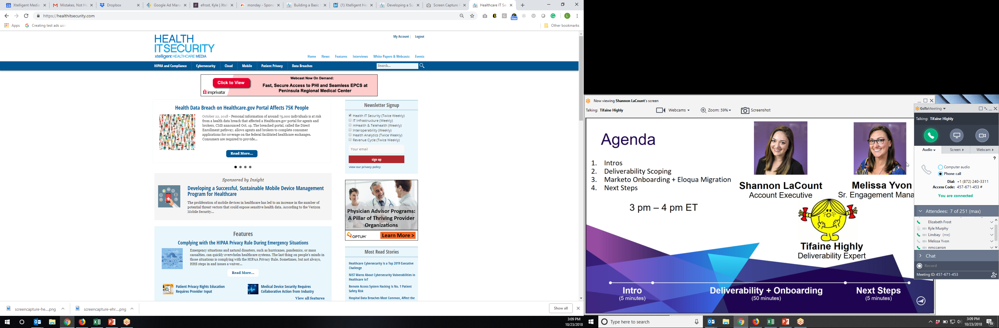 Xtelligent Media
Mistakes, Not Ha
Dropbox
Google Ad Mana
efrost, Kyle | Xtel
monday - Spons
Building a Basic
(1) Xtelligent He
Developing a Su
Screen Capture
Healthcare IT Se
https://healthitsecurity.com
New
L
Apps
Creating test ads usi
Other bookmarks
HEALTH
ITSECURITY
xtelligent HEALTHCARE MEDIA
My Account |
Logout
Home
News
Features
Interviews
White Papers & Webcasts
Events
HIPAA and Compliance
Cybersecurity
Cloud
Mobile
Patient Privacy
Data Breaches
Search...
Click to View
imprivata
Webcast Now On Demand:
Fast, Secure Access to PHI and Seamless EPCS at
Peninsula Regional Medical Center
Health Data Breach on Healthcare.gov Portal Affects 75K People
October 22, 2018 - Personal information of around 75,000 individuals is at risk
from a health data breach that affected a Healthcare.gov portal for agents and
brokers, CMS announced Oct. 19. The breached portal, called the Direct
Enrollment pathway, allows agents and brokers to complete consumer
applications for coverage on the federal facilitated healthcare exchanges.
Consumers are required to provide...
Read More...
Sponsored by Insight
Developing a Successful, Sustainable Mobile Device Management
Program for Healthcare
The proliferation of mobile devices in healthcare has led to an increase in the number of
potential threat vectors that could expose sensitive health data. According to the Verizon
Mobile Security...
Features
Complying with the HIPAA Privacy Rule During Emergency Situations
Emergency situations and natural disasters, such as hurricanes, pandemics, or mass
casualties, can quickly overwhelm healthcare systems. The last thing on people's minds in
those situations is complying with the HIPAA Privacy Rule. Sometimes, but not always,
HHS steps in and issues a waiver...
Read More...
Patient Privacy Rights Education
Requires Provider Input
Medical Device Security Requires
Collaborative Action from Industry
View all features
Newsletter Signup
Health IT Security (Twice Weekly)
IT Infrastructure (Weekly)
mHealth & Telehealth (Weekly)
Interoperability (Weekly)
Health Analytics (Twice Weekly)
Revenue Cycle (Twice Weekly)
Your email
sign up
view our privacy policy
Physician Advisor Programs:
A Pillar of Thriving Provider
Organizations
OPTUM
Learn More >
Most Read Stories
Healthcare Cybersecurity Is a Top 2019 Executive
Challenge
NIST Warns About Cybersecurity Vulnerabilities in
Healthcare IoT
Remote Access System Hacking Is No. 1 Patient
Safety Risk
Hospital Data Breaches Most Common, Affect the
screencapture-he....png
screencapture-ehr....png
Show all
3:09 PM
10/23/2018
Now viewing Shannon LaCount's screen
Talking: Tifaine Highly
Webcams
Zoom: 59%
Screenshot
Agenda
1. Intros
2. Deliverability Scoping
3. Marketo Onboarding + Eloqua Migration
4. Next Steps
3 pm – 4 pm ET
Shannon LaCount
Account Executive
Melissa Yvon
Sr. Engagement Mana
Tifaine Highly
Deliverability Expert
Intro
(5 minutes)
Deliverability + Onboarding
(50 minutes)
Next Steps
(5 minutes)
GoToMeeting
Talking: Tifaine Highly
Audio
Screen
Webcam
?
Computer audio
Phone call
Dial: +1 (872) 240-3311
Access Code: 457-671-453 #
You are connected
Attendees: 7 of 251 (max)
Elizabeth Frost
Kyle Murphy
Lindsay (me)
Melissa Yvon
nmccarron
Chat
Record
Meeting ID: 457-671-453
Type here to search
3:09 PM
10/23/2018
19